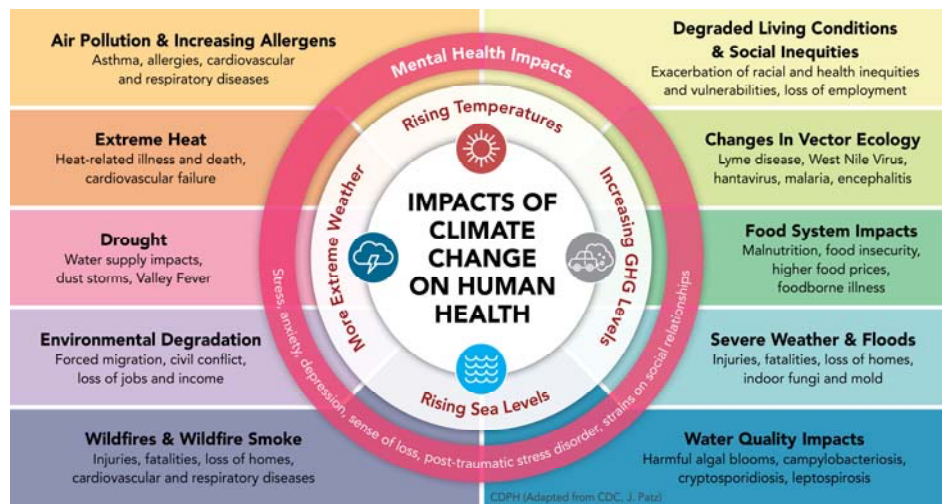 Air Pollution & Increasing Allergens
Asthma, allergies, cardiovascular
and respiratory diseases
Extreme Heat
Heat-related illness and death,
cardiovascular failure
Drought
Water supply impacts,
dust storms, Valley Fever
Environmental Degradation
Forced migration, civil conflict,
loss of jobs and income
Wildfires & Wildfire Smoke
Injuries, fatalities, loss of homes,
cardiovascular and respiratory diseases
Mental Health Impacts
Stress, anxiety, depression, sense of loss, post-traumatic stress disorder, strains on social relationships
Rising Temperatures
More Extreme Weather
Increasing GHG Levels
Rising Sea Levels
IMPACTS OF
CLIMATE
CHANGE
ON HUMAN
HEALTH
Degraded Living Conditions
& Social Inequities
Exacerbation of racial and health inequities
and vulnerabilities, loss of employment
Changes In Vector Ecology
Lyme disease, West Nile Virus,
hantavirus, malaria, encephalitis
Food System Impacts
Malnutrition, food insecurity,
higher food prices,
foodborne illness
Severe Weather & Floods
Injuries, fatalities, loss of homes,
indoor fungi and mold
Water Quality Impacts
Harmful algal blooms, campylobacteriosis,
cryptosporidiosis, leptospirosis
CDPH (Adapted from CDC, J. Patz)